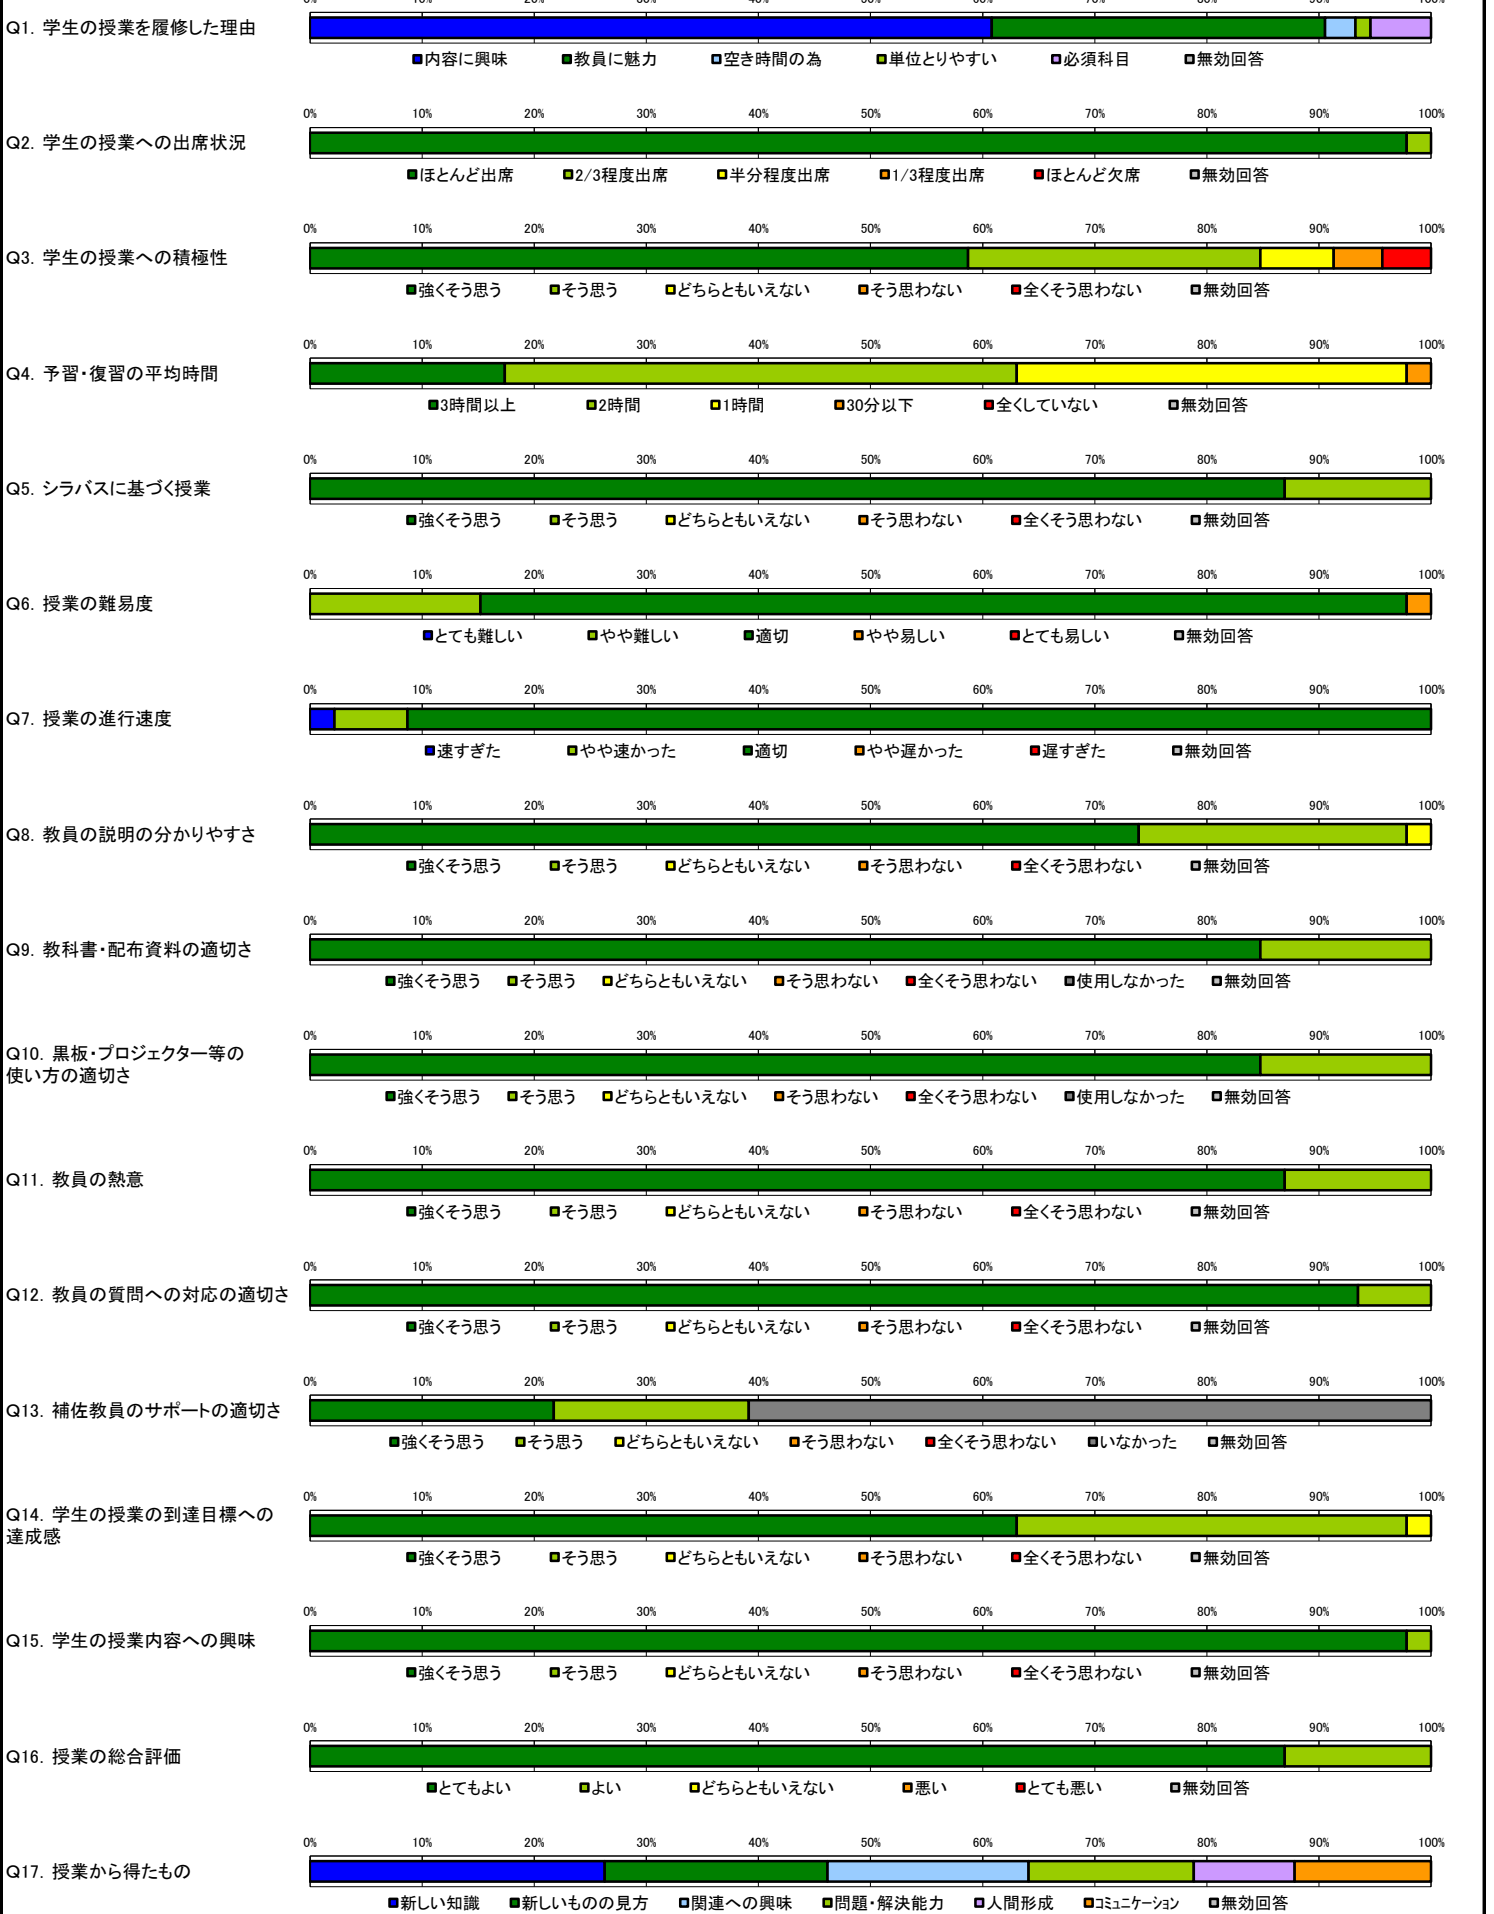 0% 10% 20% 30% 40% 50% 60% 70% 80% 90% 100%
Q1. 学生の授業を履修した理由
内容に興味 教員に魅力 空き時間の為 単位とりやすい 必須科目 無効回答
0% 10% 20% 30% 40% 50% 60% 70% 80% 90% 100%
Q2. 学生の授業への出席状況
ほとんど出席 2/3程度出席 半分程度出席 1/3程度出席 ほとんど欠席 無効回答
0% 10% 20% 30% 40% 50% 60% 70% 80% 90% 100%
Q3. 学生の授業への積極性
強くそう思う そう思う どちらともいえない そう思わない 全くそう思わない 無効回答
0% 10% 20% 30% 40% 50% 60% 70% 80% 90% 100%
Q4. 予習・復習の平均時間
3時間以上 2時間 1時間 30分以下 全くしていない 無効回答
0% 10% 20% 30% 40% 50% 60% 70% 80% 90% 100%
Q5. シラバスに基づく授業
強くそう思う そう思う どちらともいえない そう思わない 全くそう思わない 無効回答
0% 10% 20% 30% 40% 50% 60% 70% 80% 90% 100%
Q6. 授業の難易度
とても難しい やや難しい 適切 やや易しい とても易しい 無効回答
0% 10% 20% 30% 40% 50% 60% 70% 80% 90% 100%
Q7. 授業の進行速度
速すぎた やや速かった 適切 やや遅かった 遅すぎた 無効回答
0% 10% 20% 30% 40% 50% 60% 70% 80% 90% 100%
Q8. 教員の説明の分かりやすさ
強くそう思う そう思う どちらともいえない そう思わない 全くそう思わない 無効回答
0% 10% 20% 30% 40% 50% 60% 70% 80% 90% 100%
Q9. 教科書・配布資料の適切さ
強くそう思う そう思う どちらともいえない そう思わない 全くそう思わない 使用しなかった 無効回答
0% 10% 20% 30% 40% 50% 60% 70% 80% 90% 100%
Q10. 黒板・プロジェクター等の
使い方の適切さ
強くそう思う そう思う どちらともいえない そう思わない 全くそう思わない 使用しなかった 無効回答
0% 10% 20% 30% 40% 50% 60% 70% 80% 90% 100%
Q11. 教員の熱意
強くそう思う そう思う どちらともいえない そう思わない 全くそう思わない 無効回答
0% 10% 20% 30% 40% 50% 60% 70% 80% 90% 100%
Q12. 教員の質問への対応の適切さ
強くそう思う そう思う どちらともいえない そう思わない 全くそう思わない 無効回答
0% 10% 20% 30% 40% 50% 60% 70% 80% 90% 100%
Q13. 補佐教員のサポートの適切さ
強くそう思う そう思う どちらともいえない そう思わない 全くそう思わない いなかった 無効回答
0% 10% 20% 30% 40% 50% 60% 70% 80% 90% 100%
Q14. 学生の授業の到達目標への
達成感
強くそう思う そう思う どちらともいえない そう思わない 全くそう思わない 無効回答
0% 10% 20% 30% 40% 50% 60% 70% 80% 90% 100%
Q15. 学生の授業内容への興味
強くそう思う そう思う どちらともいえない そう思わない 全くそう思わない 無効回答
0% 10% 20% 30% 40% 50% 60% 70% 80% 90% 100%
Q16. 授業の総合評価
とてもよい よい どちらともいえない 悪い とても悪い 無効回答
0% 10% 20% 30% 40% 50% 60% 70% 80% 90% 100%
Q17. 授業から得たもの
新しい知識 新しいものの見方 関連への興味 問題・解決能力 人間形成 コミュニケーション 無効回答